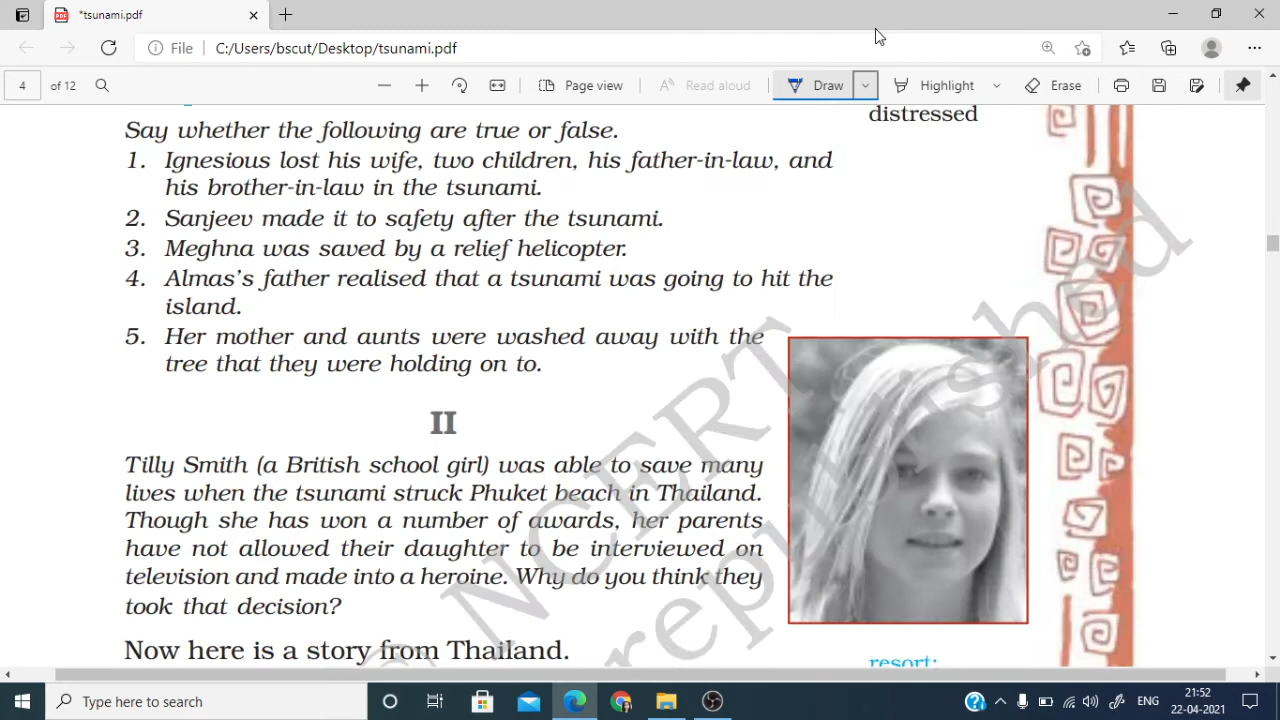 *tsunami.pdf
File
C:/Users/bscut/Desktop/tsunami.pdf
4 of 12
Page view
Read aloud
Draw
Highlight
Erase
distressed
Say whether the following are true or false.
1. Ignesious lost his wife, two children, his father-in-law, and
his brother-in-law in the tsunami.
2. Sanjeev made it to safety after the tsunami.
3. Meghna was saved by a relief helicopter.
4. Almas's father realised that a tsunami was going to hit the
island.
5. Her mother and aunts were washed away with the
tree that they were holding on to.
II
Tilly Smith (a British school girl) was able to save many
lives when the tsunami struck Phuket beach in Thailand.
Though she has won a number of awards, her parents
have not allowed their daughter to be interviewed on
television and made into a heroine. Why do you think they
took that decision?
Now here is a story from Thailand.
resort:
© NCERT
republished
Type here to search
ENG
21:52
22-04-2021